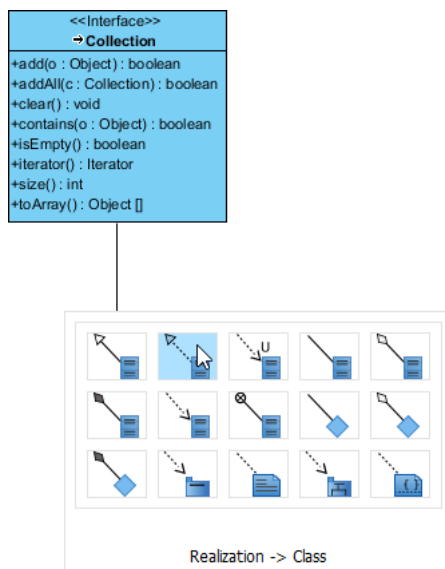 <<Interface>>
Collection
+add(o : Object) : boolean
+addAll(c : Collection) : boolean
+clear() : void
+contains(o : Object) : boolean
+isEmpty() : boolean
+iterator() : Iterator
+size() : int
+toArray() : Object []
U
{ }
Realization -> Class